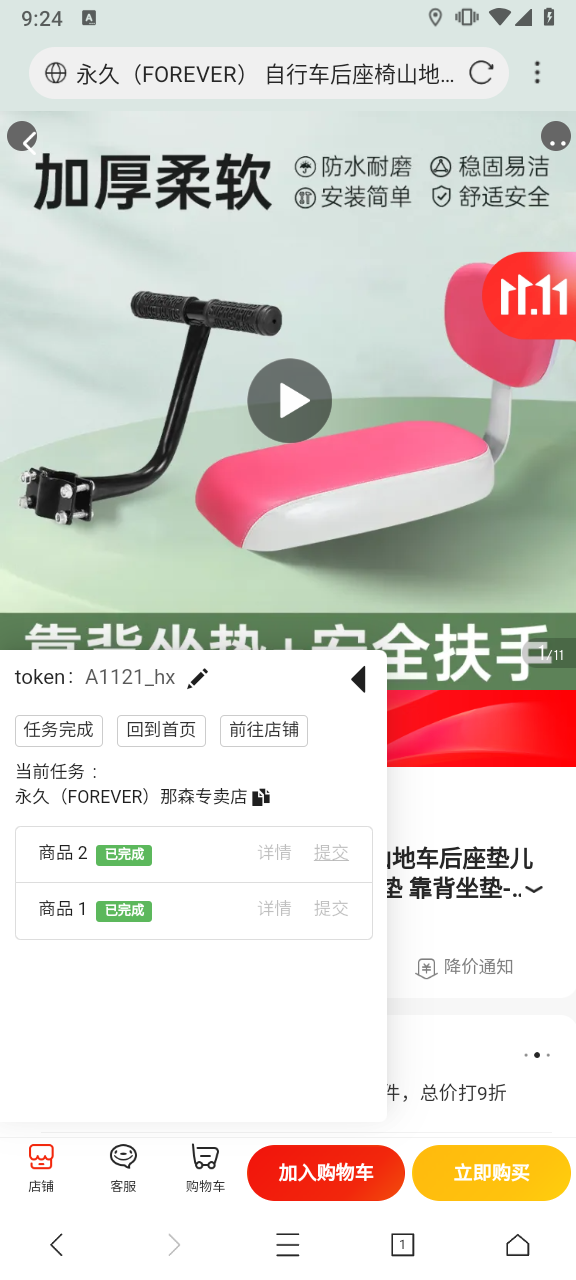 9:24
A
永久（FOREVER） 自行车后座椅山地...
加厚柔软
防水耐磨 稳固易洁
安装简单 舒适安全
11.11
靠背坐垫+安全扶手
1/11
token: A1121_hx
任务完成 回到首页 前往店铺
当前任务：
永久（FOREVER）那森专卖店
商品 2 已完成 详情 提交
商品 1 已完成 详情 提交
地车后座垫儿
垫 靠背坐垫-..
降价通知
件，总价打9折
店铺 客服 购物车 加入购物车 立即购买
1